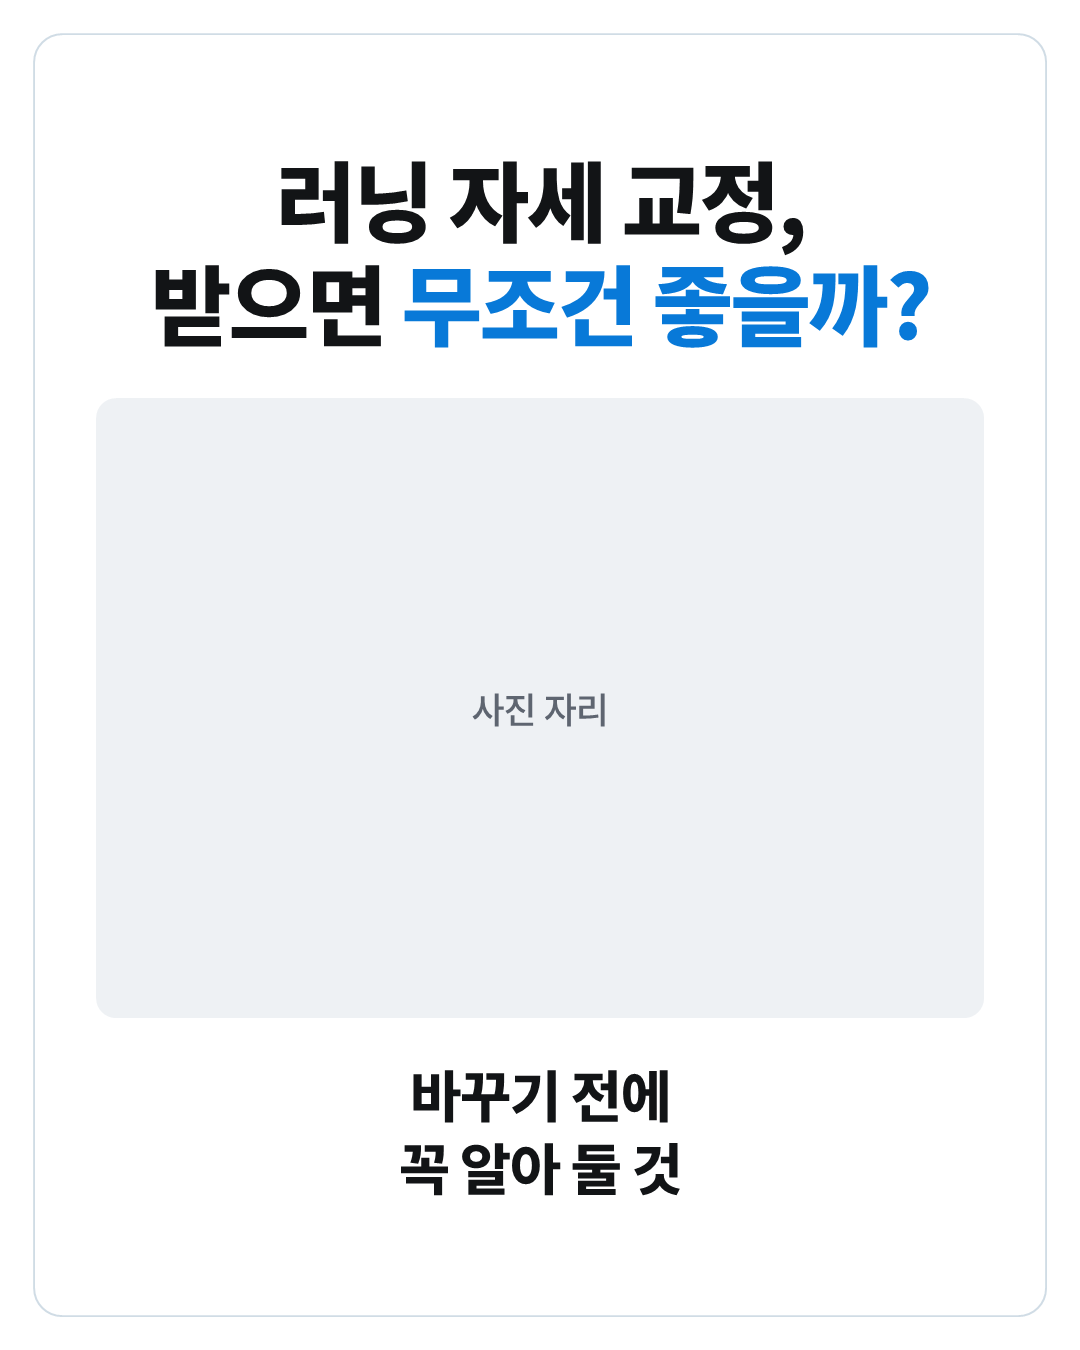 러닝 자세 교정,
받으면 무조건 좋을까?
사진 자리
바꾸기 전에
꼭 알아 둘 것